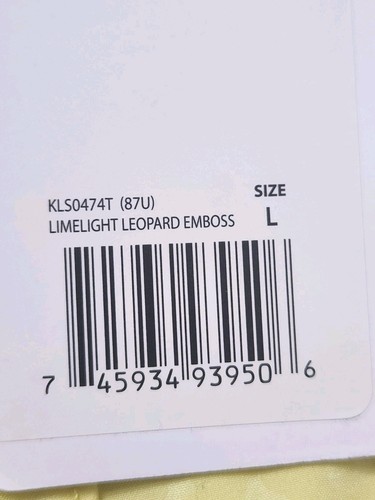 KLS0474T (87U)
LIMELIGHT LEOPARD EMBOSS
SIZE
L
7 45934 93950 6